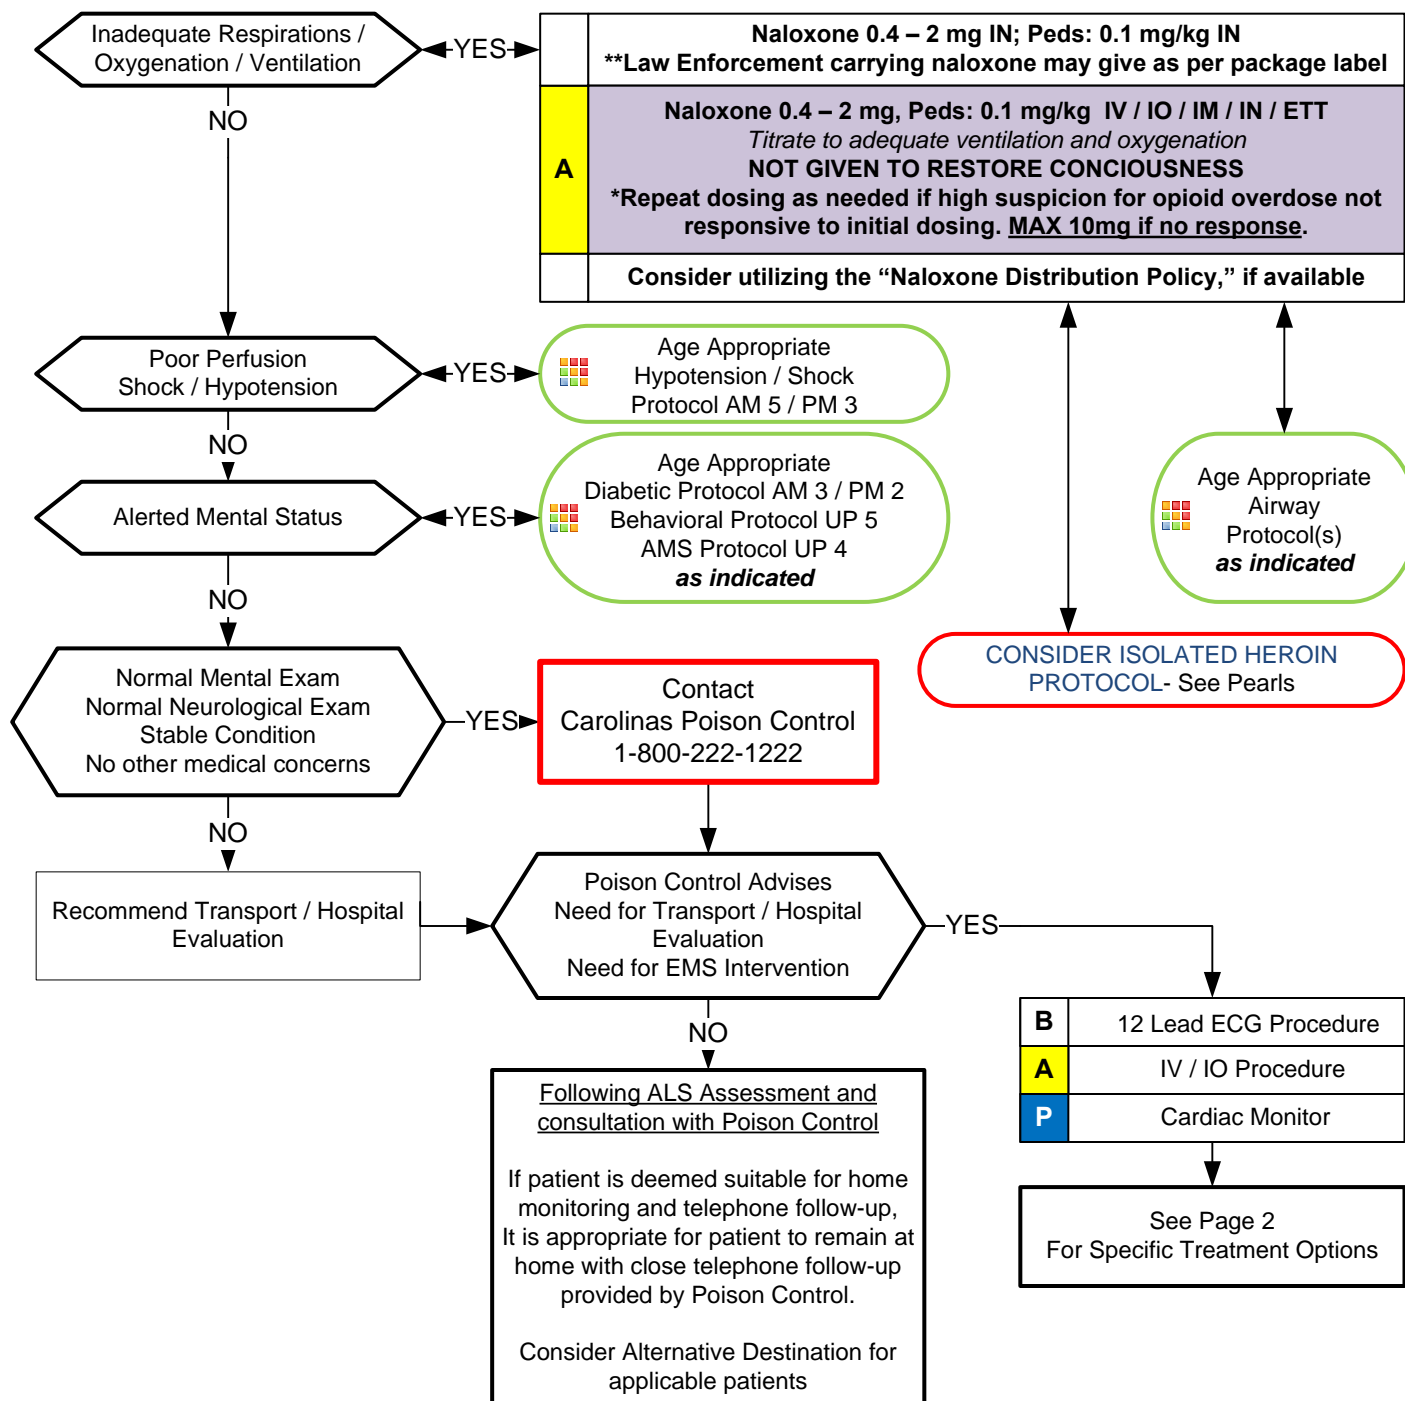 Inadequate Respirations /
Oxygenation / Ventilation
YES
Naloxone 0.4 – 2 mg IN; Peds: 0.1 mg/kg IN
**Law Enforcement carrying naloxone may give as per package label
A
Naloxone 0.4 – 2 mg, Peds: 0.1 mg/kg IV / IO / IM / IN / ETT
Titrate to adequate ventilation and oxygenation
NOT GIVEN TO RESTORE CONCIOUSNESS
*Repeat dosing as needed if high suspicion for opioid overdose not
responsive to initial dosing. MAX 10mg if no response.
Consider utilizing the “Naloxone Distribution Policy,” if available
NO
Poor Perfusion
Shock / Hypotension
YES
Age Appropriate
Hypotension / Shock
Protocol AM 5 / PM 3
NO
Alerted Mental Status
YES
Age Appropriate
Diabetic Protocol AM 3 / PM 2
Behavioral Protocol UP 5
AMS Protocol UP 4
as indicated
Age Appropriate
Airway
Protocol(s)
as indicated
NO
CONSIDER ISOLATED HEROIN
PROTOCOL- See Pearls
Normal Mental Exam
Normal Neurological Exam
Stable Condition
No other medical concerns
YES
Contact
Carolinas Poison Control
1-800-222-1222
NO
Recommend Transport / Hospital
Evaluation
Poison Control Advises
Need for Transport / Hospital
Evaluation
Need for EMS Intervention
YES
NO
B
12 Lead ECG Procedure
A
IV / IO Procedure
P
Cardiac Monitor
See Page 2
For Specific Treatment Options
Following ALS Assessment and
consultation with Poison Control
If patient is deemed suitable for home
monitoring and telephone follow-up,
It is appropriate for patient to remain at
home with close telephone follow-up
provided by Poison Control.
Consider Alternative Destination for
applicable patients